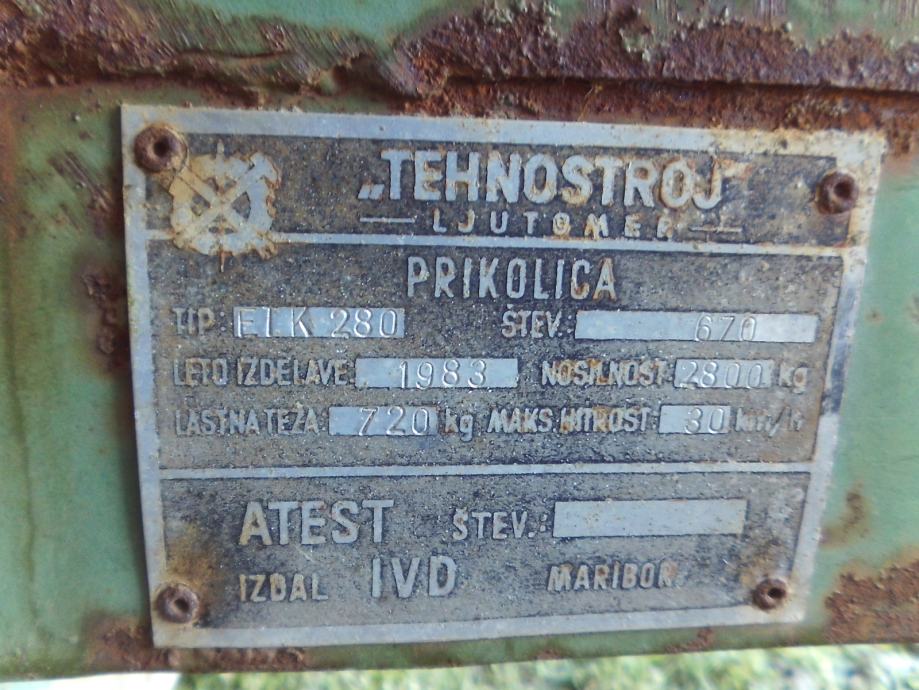 „TEHNOSTROJ"
LJUTOMER
PRIKOLICA
TIP: ETK 280 ŠTEV.: 670
LETO IZDELAVE: 1983 NOSILNOST: 2800 kg
LASTNA TEŽA 720 kg MAKS. HITROST: 30 km/h
ATEST ŠTEV.:
IZDAL IVD MARIBOR